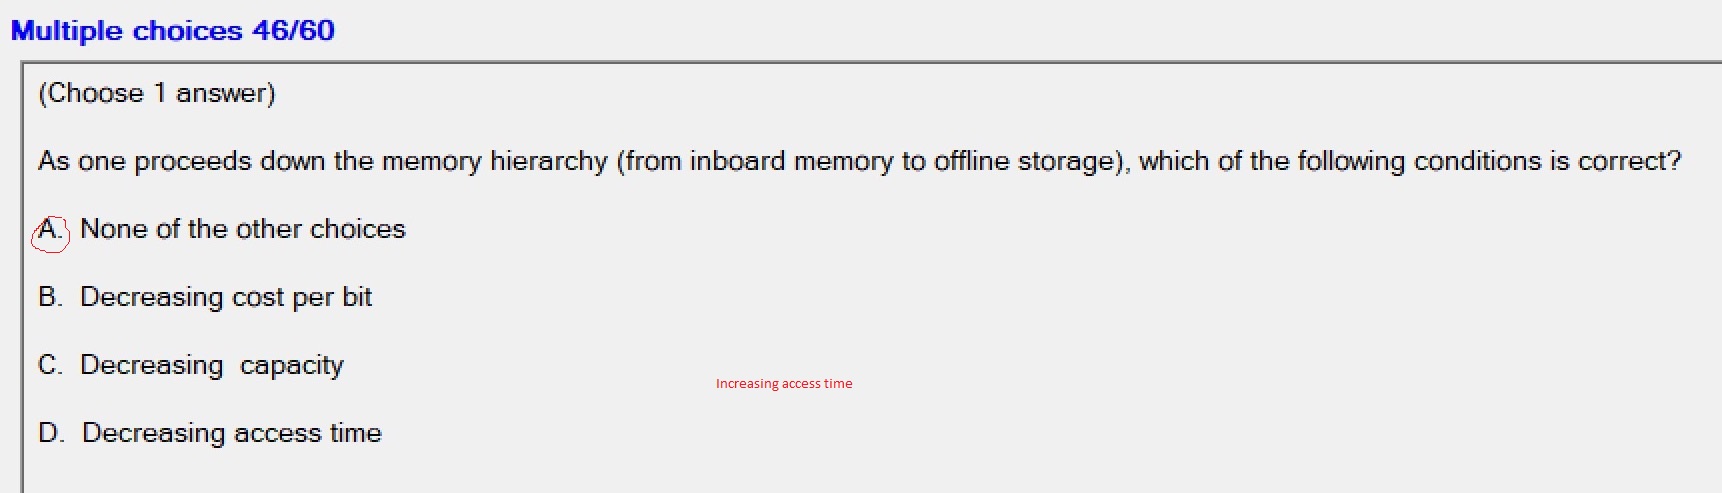 Multiple choices 46/60
(Choose 1 answer)
As one proceeds down the memory hierarchy (from inboard memory to offline storage), which of the following conditions is correct?
A. None of the other choices
B. Decreasing cost per bit
C. Decreasing capacity
Increasing access time
D. Decreasing access time